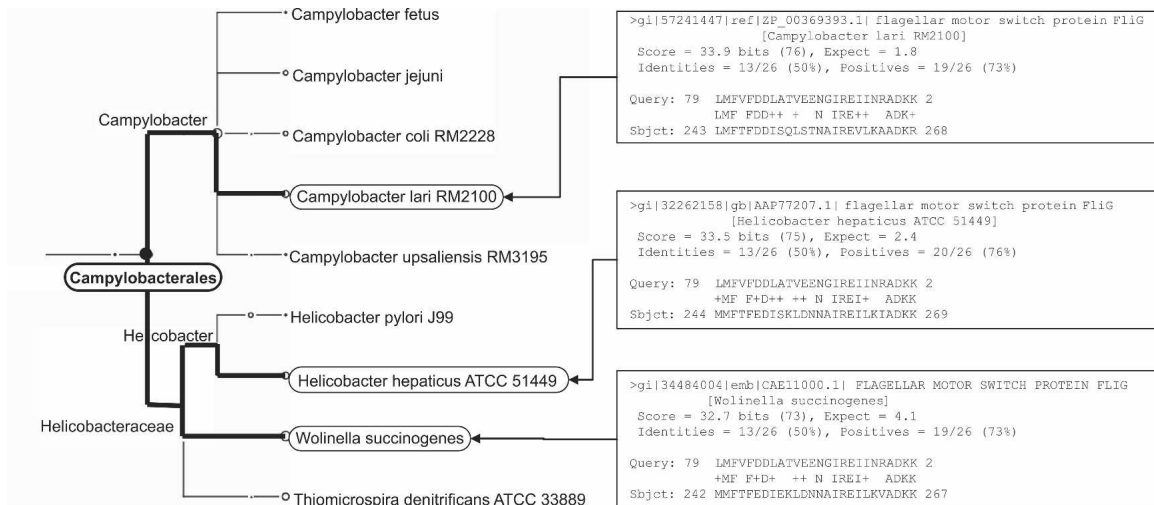 Campylobacter fetus
Campylobacter jejuni
Campylobacter
Campylobacter coli RM2228
Campylobacter lari RM2100
Campylobacter upsaliensis RM3195
Campylobacterales
Helicobacter pylori J99
Helicobacter
Helicobacter hepaticus ATCC 51449
Helicobacteraceae
Wolinella succinogenes
Thiomicrospira denitrificans ATCC 33889
>gi|57241447|ref|ZP_00369393.1| flagellar motor switch protein FliG
[Campylobacter lari RM2100]
Score = 33.9 bits (76), Expect = 1.8
Identities = 13/26 (50%), Positives = 19/26 (73%)
Query: 79 LMFVFDDLATVEENGIREIINRADKK 2
LMF FDD++ + N IRE++ ADK+
Sbjct: 243 LMFTFDDISQLSTNAIREVLKAADKR 268
>gi|32262158|gb|AAP77207.1| flagellar motor switch protein FliG
[Helicobacter hepaticus ATCC 51449]
Score = 33.5 bits (75), Expect = 2.4
Identities = 13/26 (50%), Positives = 20/26 (76%)
Query: 79 LMFVFDDLATVEENGIREIINRADKK 2
+MF F+D++ ++ N IREI+ ADKK
Sbjct: 244 MMFTFEDISKLDNNAIREILKIADKK 269
>gi|34484004|emb|CAE11000.1| FLAGELLAR MOTOR SWITCH PROTEIN FLIG
[Wolinella succinogenes]
Score = 32.7 bits (73), Expect = 4.1
Identities = 13/26 (50%), Positives = 19/26 (73%)
Query: 79 LMFVFDDLATVEENGIREIINRADKK 2
+MF F+D+ ++ N IREI+ ADKK
Sbjct: 242 MMFTFEDIEKLDNNAIREILKVADKK 267